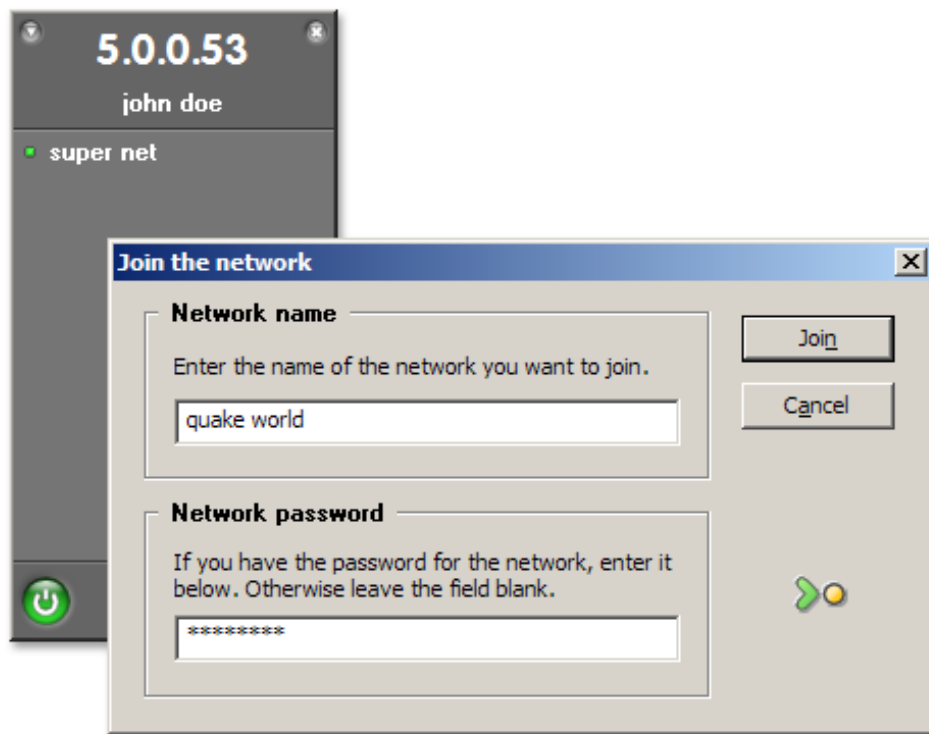 5.0.0.53
john doe
super net
Join the network
Network name
Enter the name of the network you want to join.
quake world
Join
Cancel
Network password
If you have the password for the network, enter it
below. Otherwise leave the field blank.
********